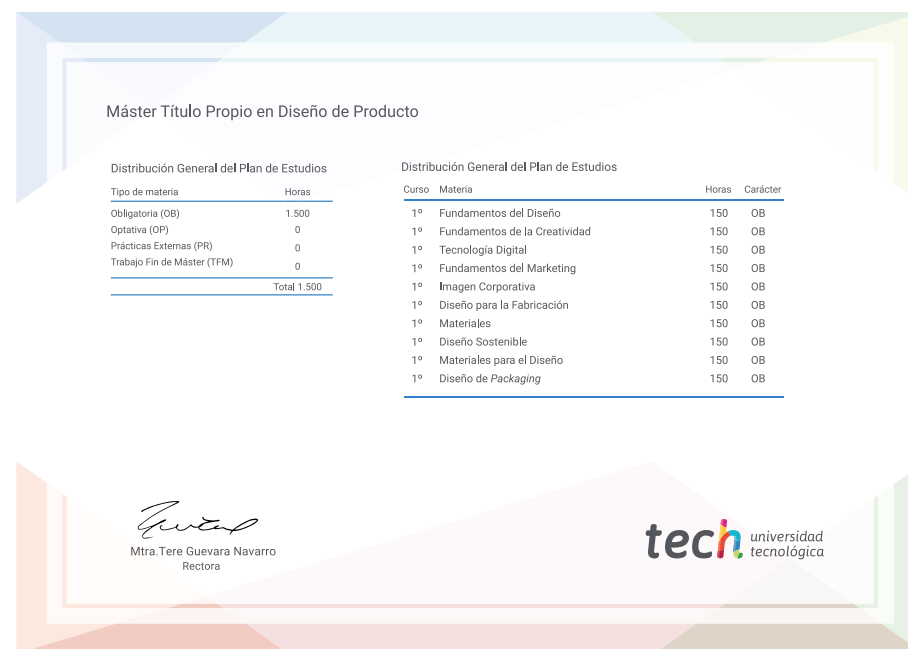 Máster Título Propio en Diseño de Producto
Distribución General del Plan de Estudios
Tipo de materia Horas
Obligatoria (OB) 1.500
Optativa (OP) 0
Prácticas Externas (PR) 0
Trabajo Fin de Máster (TFM) 0
Total 1.500
Distribución General del Plan de Estudios
Curso Materia Horas Carácter
1º Fundamentos del Diseño 150 OB
1º Fundamentos de la Creatividad 150 OB
1º Tecnología Digital 150 OB
1º Fundamentos del Marketing 150 OB
1º Imagen Corporativa 150 OB
1º Diseño para la Fabricación 150 OB
1º Materiales 150 OB
1º Diseño Sostenible 150 OB
1º Materiales para el Diseño 150 OB
1º Diseño de Packaging 150 OB
Mtra.Tere Guevara Navarro
Rectora
tech universidad
tecnológica